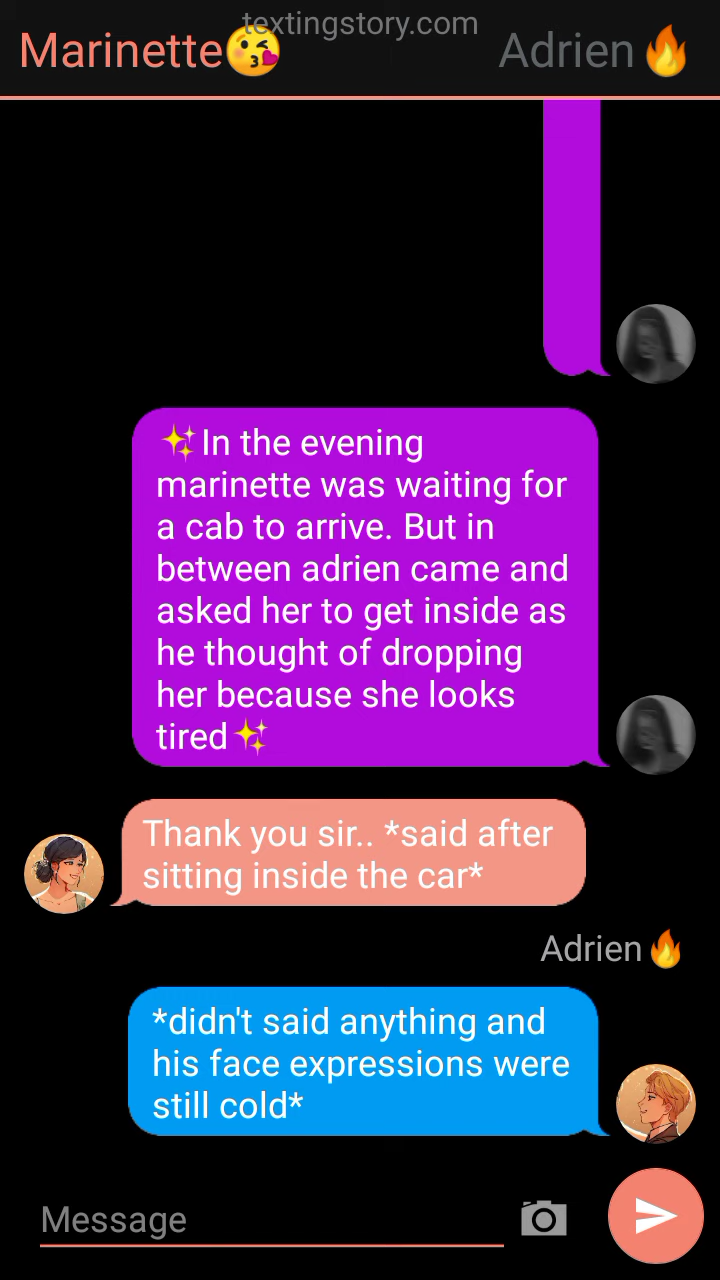 textingstory.com
Marinette😘 Adrien🔥
✨In the evening
marinette was waiting for
a cab to arrive. But in
between adrien came and
asked her to get inside as
he thought of dropping
her because she looks
tired✨
Thank you sir.. *said after
sitting inside the car*
Adrien🔥
*didn't said anything and
his face expressions were
still cold*
Message